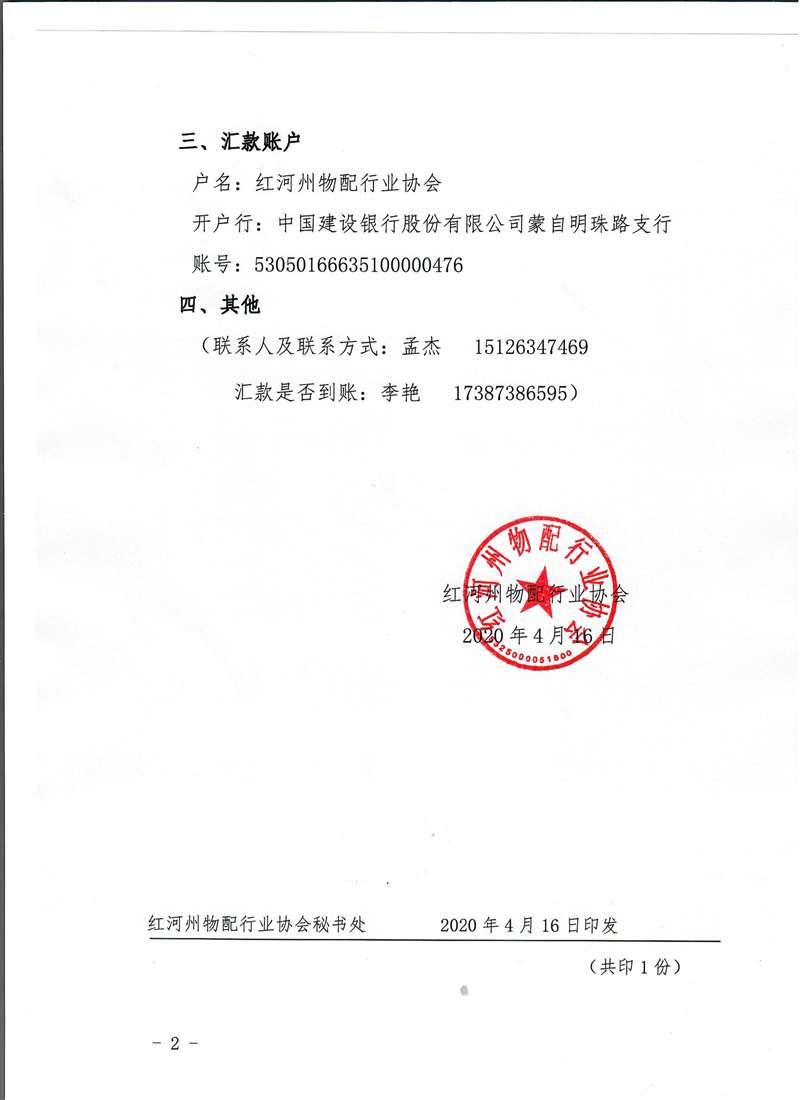 三、汇款账户
户名：红河州物配行业协会
开户行：中国建设银行股份有限公司蒙自明珠路支行
账号：53050166635100000476
四、其他
（联系人及联系方式：孟杰 15126347469
汇款是否到账：李艳 17387386595）
红河州物配行业协会
红河州物配行业协会
2020年4月16日
5325000051600
红河州物配行业协会秘书处 2020年4月16日印发
（共印1份）
- 2 -